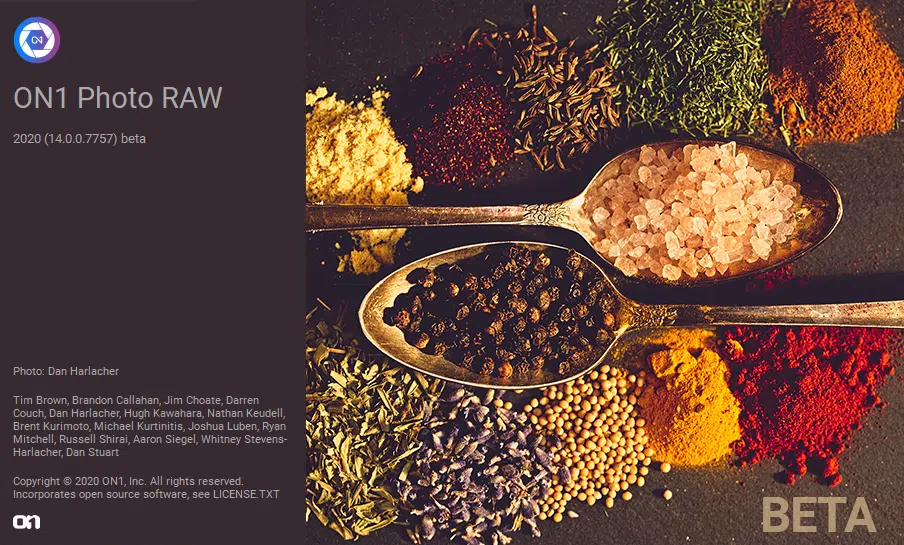 ON1
ON1 Photo RAW
2020 (14.0.0.7757) beta
Photo: Dan Harlacher
Tim Brown, Brandon Callahan, Jim Choate, Darren
Couch, Dan Harlacher, Hugh Kawahara, Nathan Keudell,
Brent Kurimoto, Michael Kurtinitis, Joshua Luben, Ryan
Mitchell, Russell Shirai, Aaron Siegel, Whitney Stevens-
Harlacher, Dan Stuart
Copyright © 2020 ON1, Inc. All rights reserved.
Incorporates open source software, see LICENSE.TXT
on1
BETA